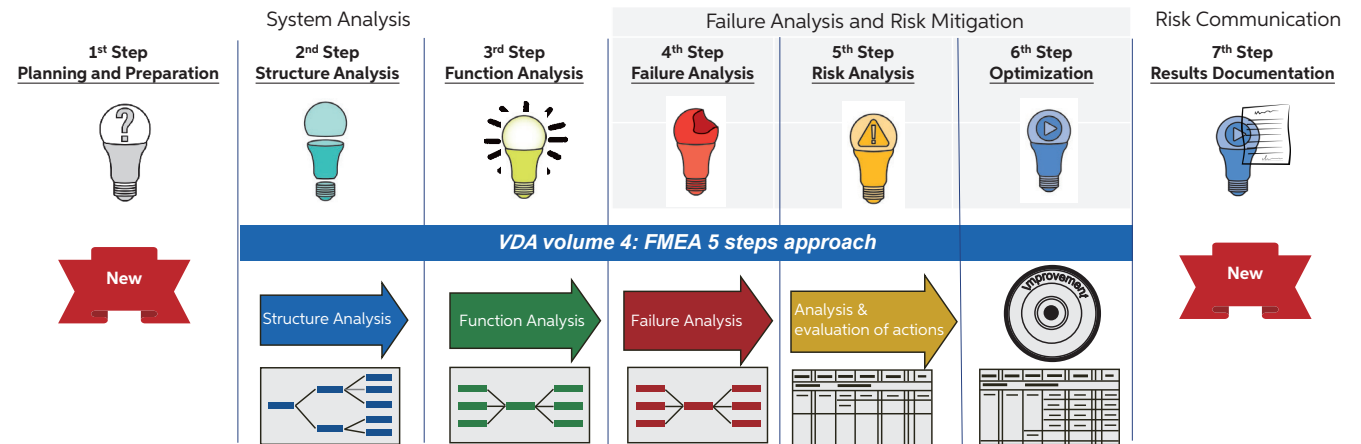 System Analysis
Failure Analysis and Risk Mitigation
Risk Communication
1st Step
Planning and Preparation
2nd Step
Structure Analysis
3rd Step
Function Analysis
4th Step
Failure Analysis
5th Step
Risk Analysis
6th Step
Optimization
7th Step
Results Documentation
?
!
VDA volume 4: FMEA 5 steps approach
New
Structure Analysis
Function Analysis
Failure Analysis
Analysis &
evaluation of actions
Improvement
New